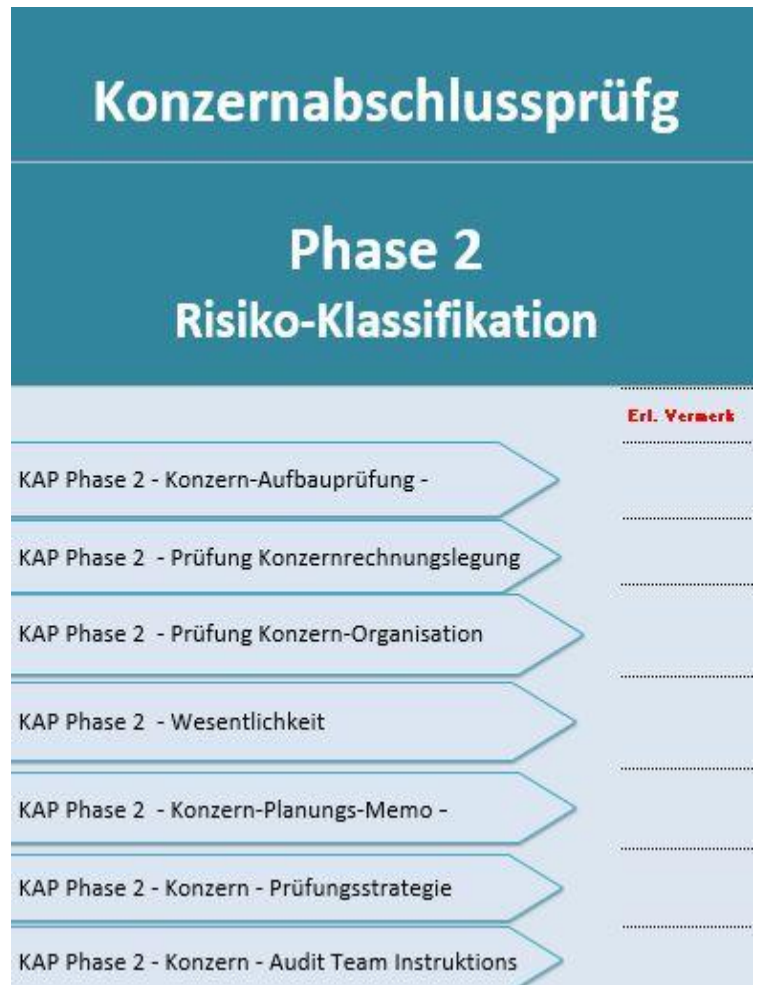 Konzernabschlussprüfg
Phase 2
Risiko-Klassifikation
Erl. Vermerk
KAP Phase 2 - Konzern-Aufbauprüfung -
KAP Phase 2  - Prüfung Konzernrechnungslegung
KAP Phase 2  - Prüfung Konzern-Organisation
KAP Phase 2  - Wesentlichkeit
KAP Phase 2  - Konzern-Planungs-Memo -
KAP Phase 2 - Konzern - Prüfungsstrategie
KAP Phase 2 - Konzern - Audit Team Instruktions